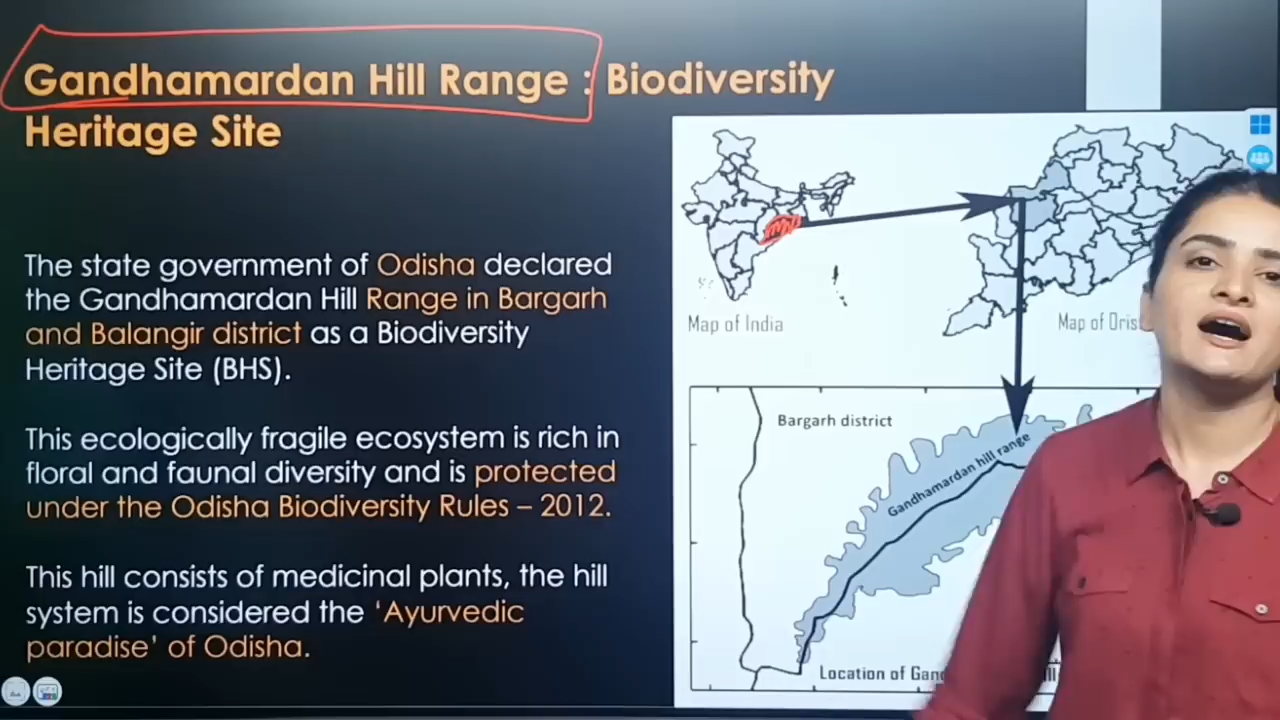 Gandhamardan Hill Range : Biodiversity
Heritage Site
The state government of Odisha declared
the Gandhamardan Hill Range in Bargarh
and Balangir district as a Biodiversity
Heritage Site (BHS).
This ecologically fragile ecosystem is rich in
floral and faunal diversity and is protected
under the Odisha Biodiversity Rules – 2012.
This hill consists of medicinal plants, the hill
system is considered the ‘Ayurvedic
paradise’ of Odisha.
Map of India
Map of
Bargarh district
Gandhamardan hill range
Location of